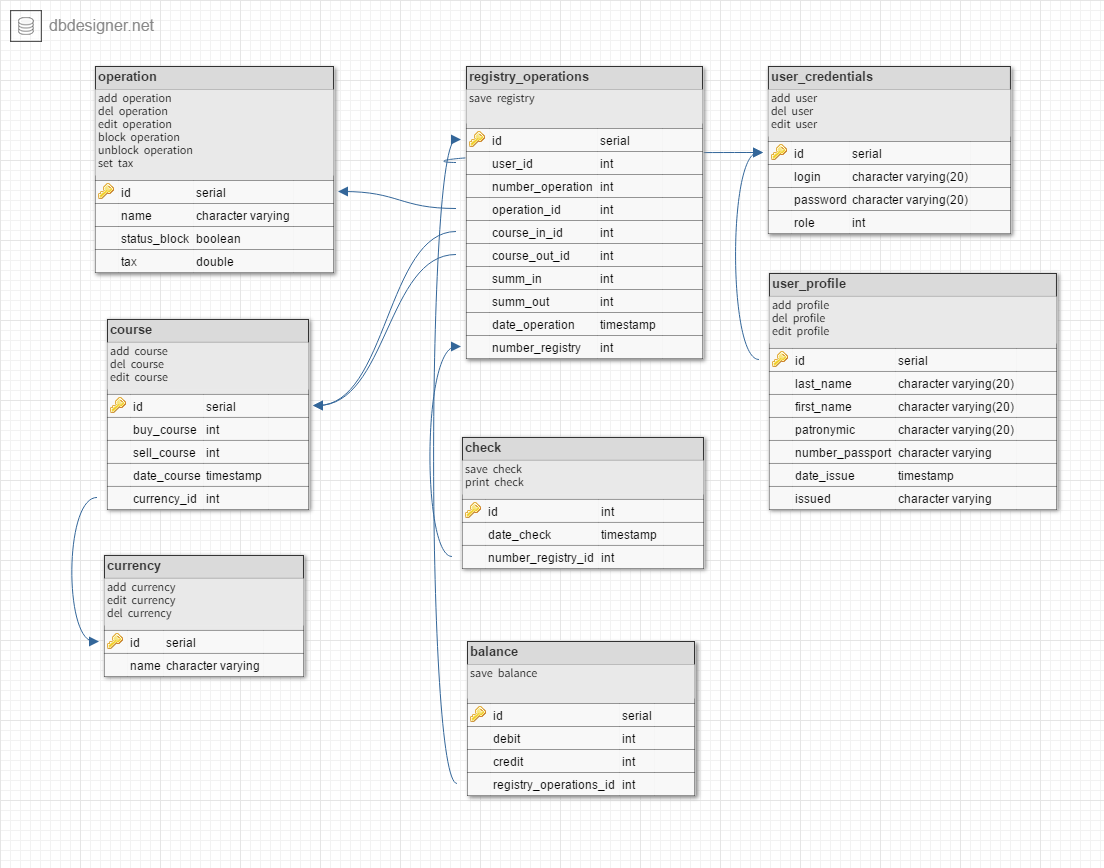 dbdesigner.net
operation
add operation
del operation
edit operation
block operation
unblock operation
set tax
id serial
name character varying
status_block boolean
tax double
registry_operations
save registry
id serial
user_id int
number_operation int
operation_id int
course_in_id int
course_out_id int
summ_in int
summ_out int
date_operation timestamp
number_registry int
user_credentials
add user
del user
edit user
id serial
login character varying(20)
password character varying(20)
role int
user_profile
add profile
del profile
edit profile
id serial
last_name character varying(20)
first_name character varying(20)
patronymic character varying(20)
number_passport character varying
date_issue timestamp
issued character varying
course
add course
del course
edit course
id serial
buy_course int
sell_course int
date_course timestamp
currency_id int
check
save check
print check
id int
date_check timestamp
number_registry_id int
currency
add currency
edit currency
del currency
id serial
name character varying
balance
save balance
id serial
debit int
credit int
registry_operations_id int